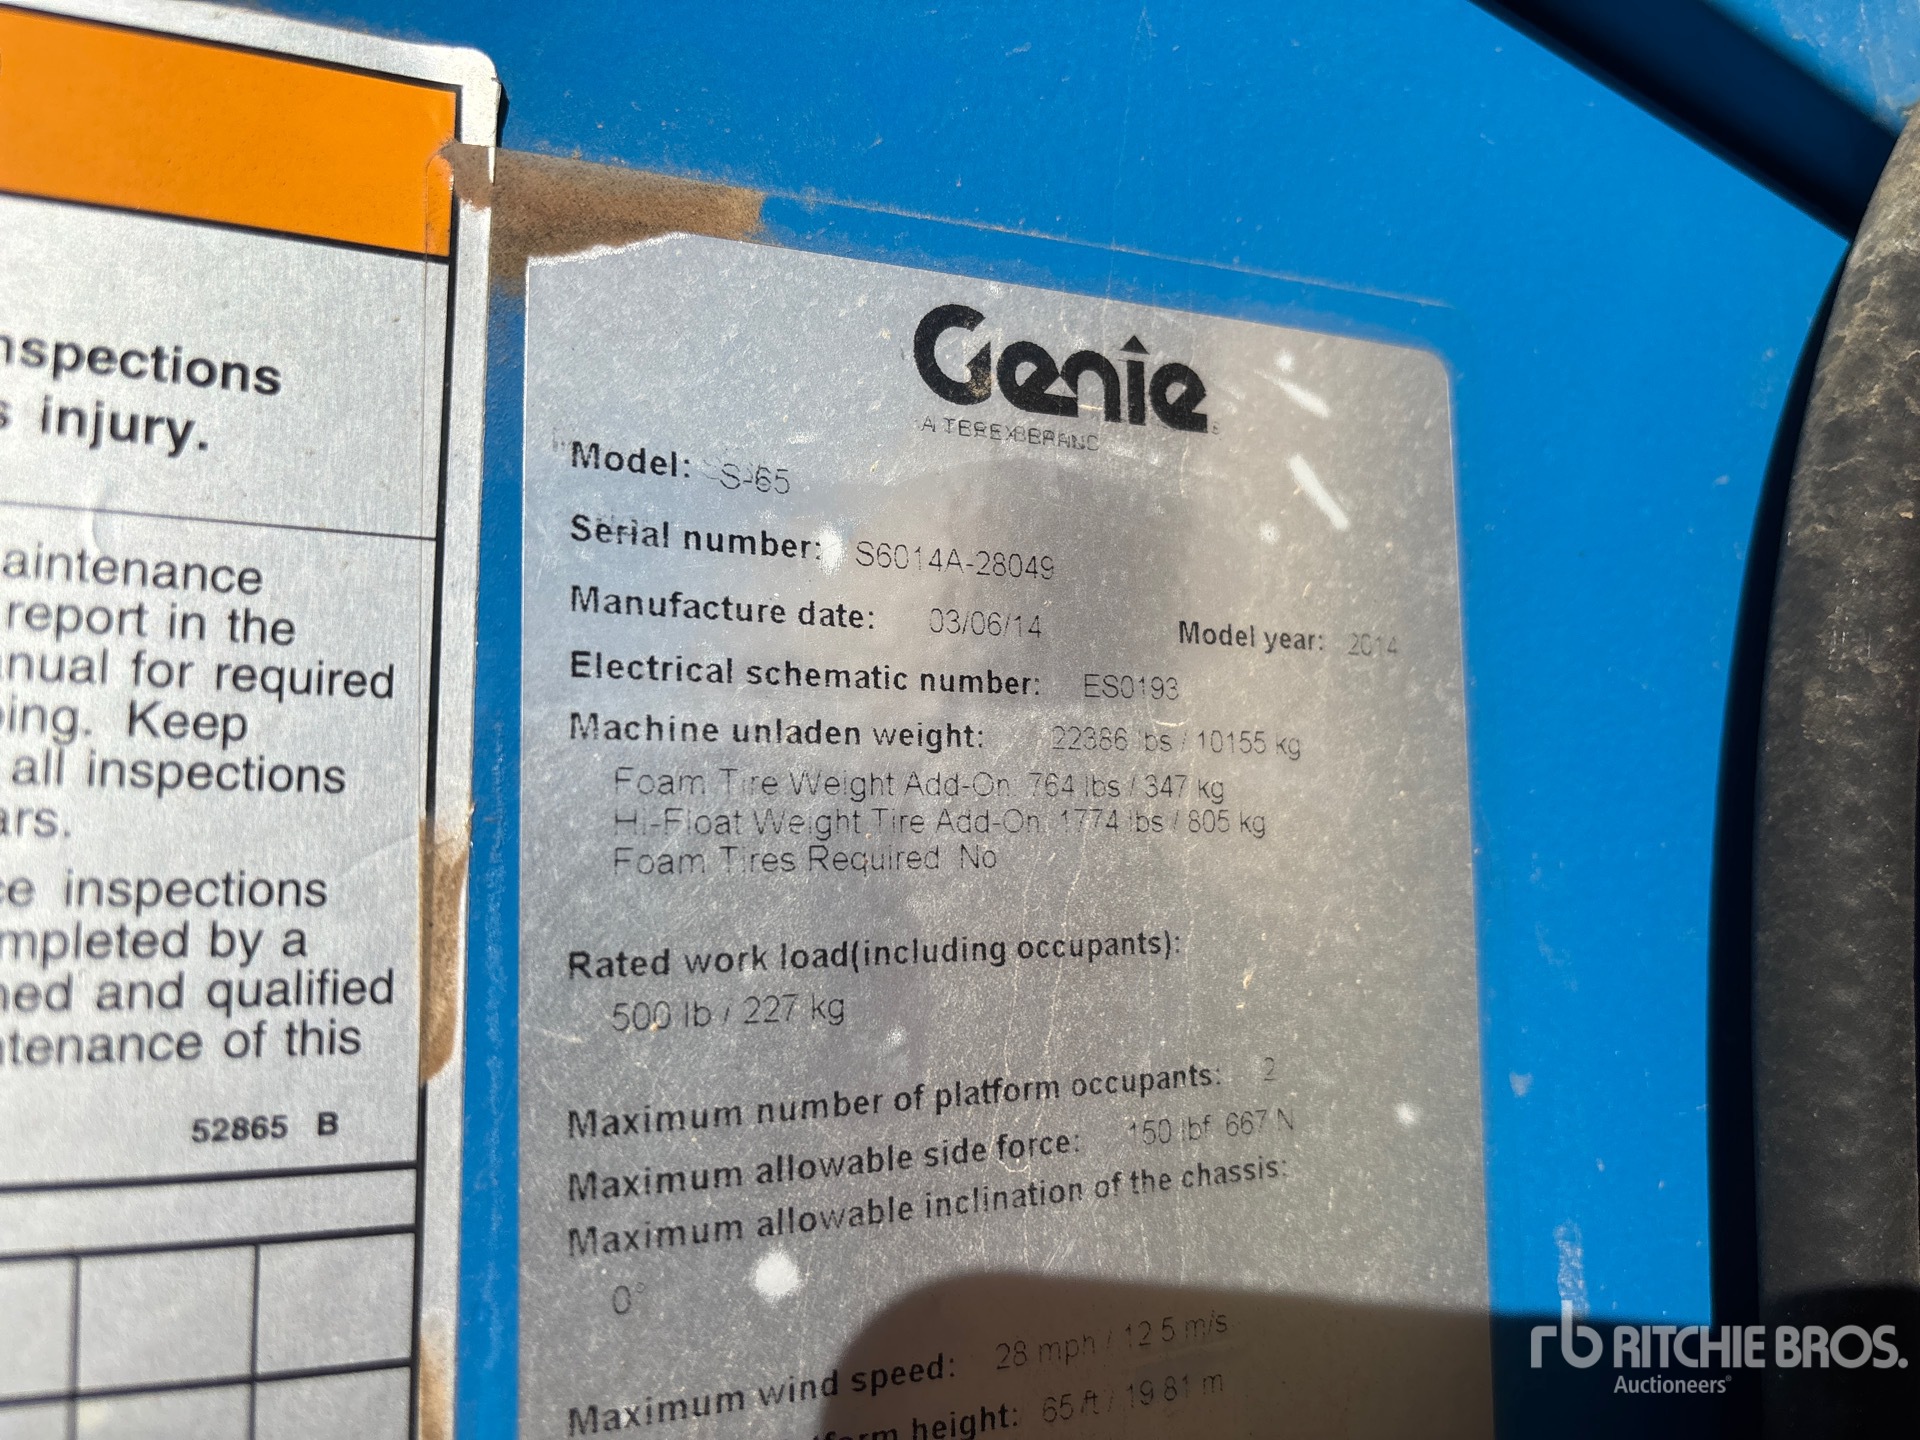 nspections
s injury.
aintenance
report in the
anual for required
ping. Keep
all inspections
ars.
ce inspections
mpleted by a
ned and qualified
ntenance of this
52865 B
Genie
A TEREX BRAND
Model: S-65
Serial number: S6014A-28049
Manufacture date: 03/06/14 Model year: 2014
Electrical schematic number: ES0193
Machine unladen weight: 22386 lbs / 10155 kg
Foam Tire Weight Add-On: 764 lbs / 347 kg
Hi-Float Weight Tire Add-On: 1774 lbs / 805 kg
Foam Tires Required No
Rated work load(including occupants):
500 lb / 227 kg
Maximum number of platform occupants: 2
Maximum allowable side force: 150 lbf 667 N
Maximum allowable inclination of the chassis:
0°
Maximum wind speed: 28 mph / 12.5 m/s
height: 65 ft / 19.81 m
rb RITCHIE BROS.
Auctioneers®